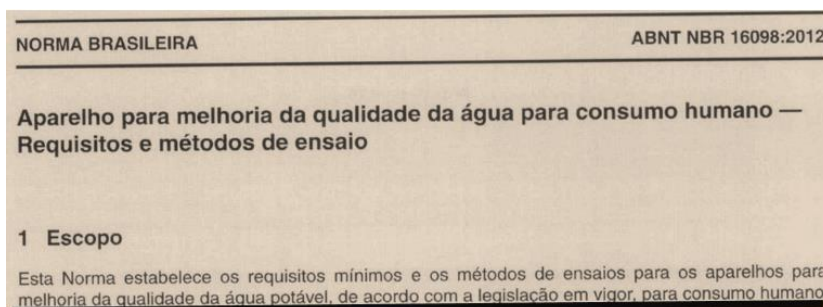 NORMA BRASILEIRA
ABNT NBR 16098:2012
Aparelho para melhoria da qualidade da água para consumo humano —
Requisitos e métodos de ensaio
1 Escopo
Esta Norma estabelece os requisitos mínimos e os métodos de ensaios para os aparelhos para
melhoria da qualidade da água potável, de acordo com a legislação em vigor, para consumo humano